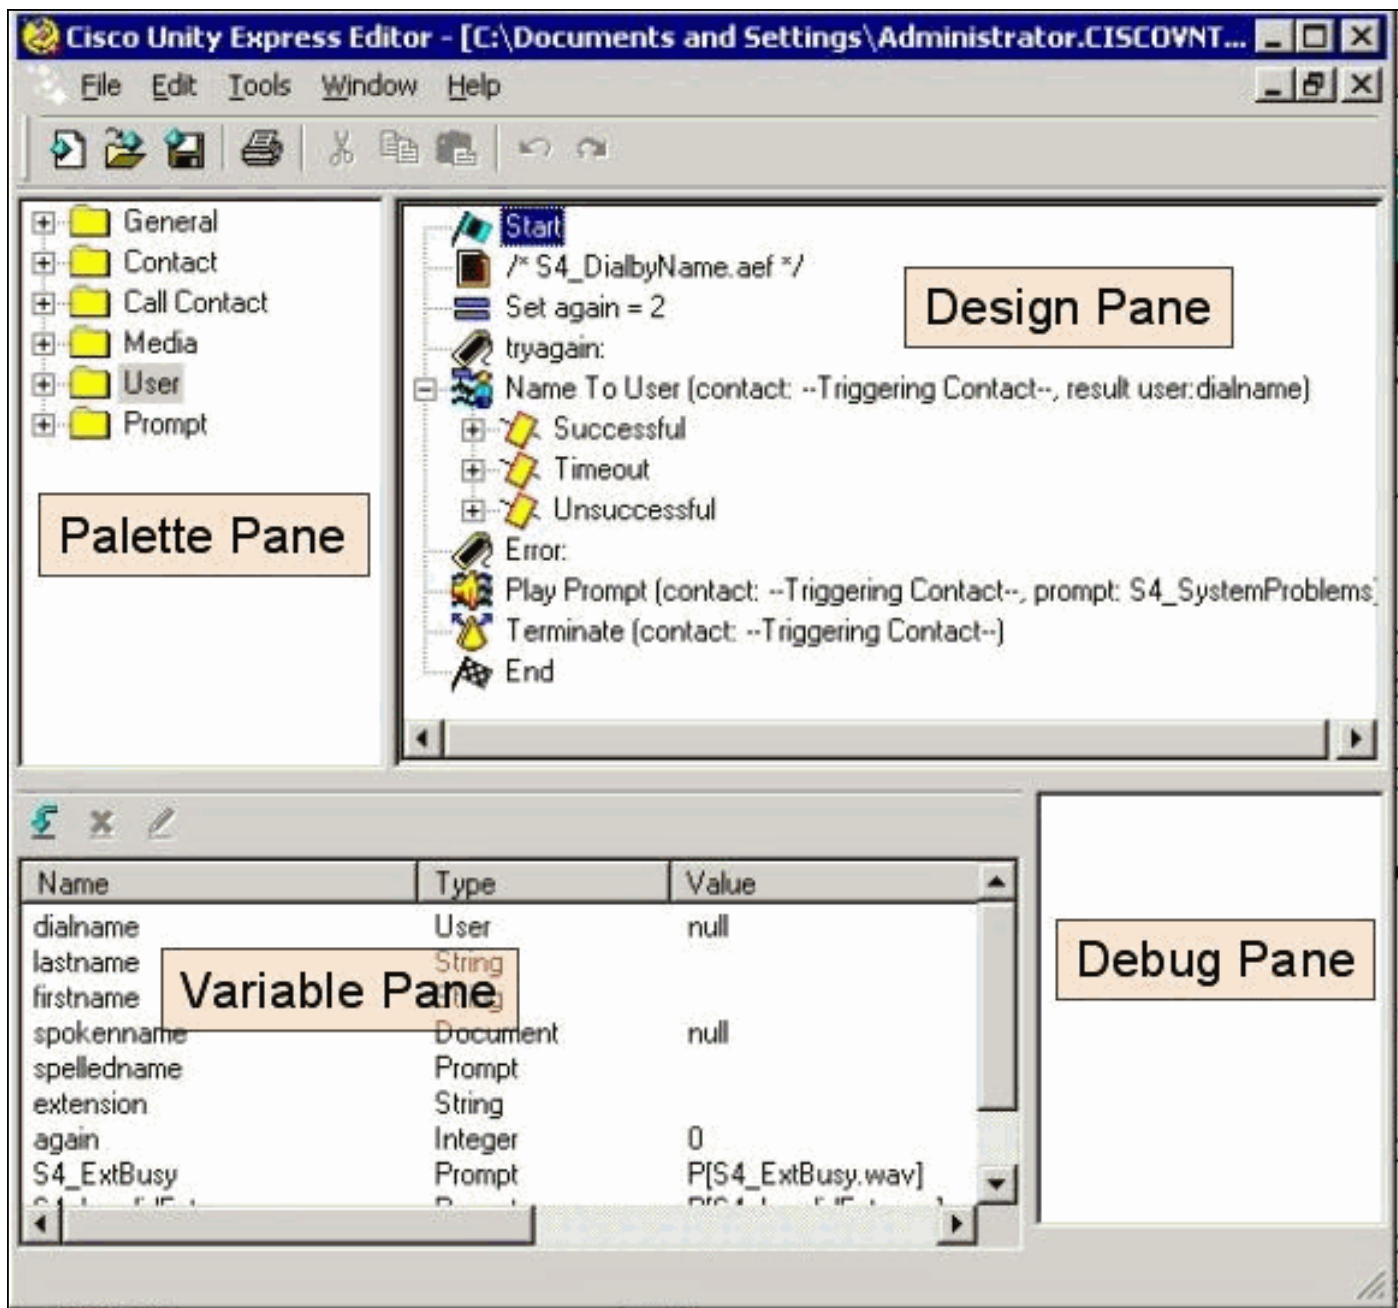 Cisco Unity Express Editor - [C:\Documents and Settings\Administrator.CISCOVNT...
File Edit Tools Window Help
General
Contact
Call Contact
Media
User
Prompt
Palette Pane
Start
/* S4_DialbyName.aef */
Set again = 2
Design Pane
tryagain:
Name To User (contact: --Triggering Contact--, result user:dialname)
Successful
Timeout
Unsuccessful
Error:
Play Prompt (contact: --Triggering Contact--, prompt: S4_SystemProblems)
Terminate (contact: --Triggering Contact--)
End
Name Type Value
dialname User null
lastname String
firstname String
Variable Pane
spokenname Document null
spelledname Prompt
extension String
again Integer 0
S4_ExtBusy Prompt P[S4_ExtBusy.wav]
Debug Pane